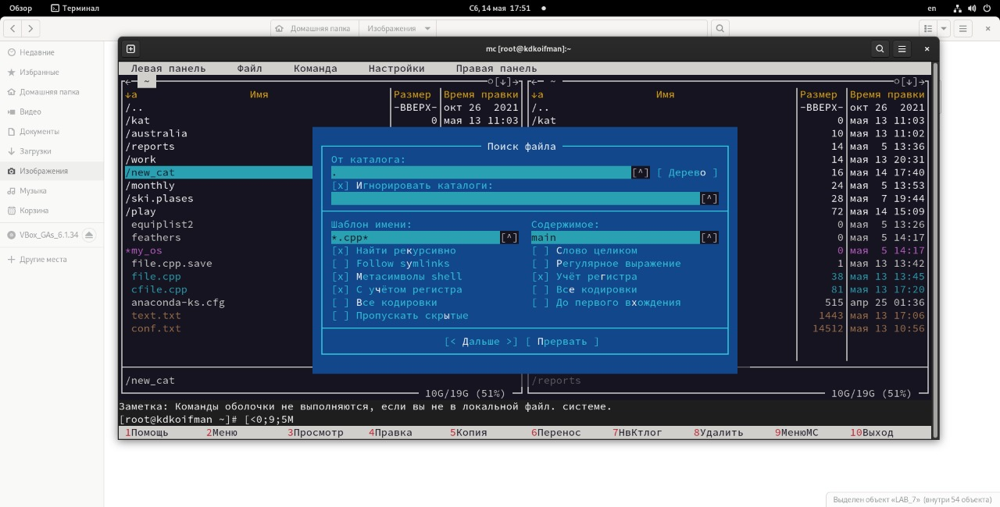 Обзор Терминал Сб, 14 мая 17:51 en
Домашняя папка Изображения
Недавние
Избранные
Домашняя папка
Видео
Документы
Загрузки
Изображения
Музыка
Корзина
VBox_GAs_6.1.34
Другие места
mc [root@kdkoifman]:~
Левая панель Файл Команда Настройки Правая панель
←─ ~ ○[↓]→ ←─ ~ ○[↓]→
↓а Имя Размер Время правки ↓а Имя Размер Время правки
/.. -ВВЕРХ- окт 26 2021 /.. -ВВЕРХ- окт 26 2021
/kat 0 мая 13 11:03 /kat 0 мая 13 11:03
/australia 10 мая 13 11:02
/reports 14 мая 5 13:36
/work 14 мая 13 20:31
/new_cat 16 мая 14 17:40
/monthly 24 мая 5 13:53
/ski.plases 28 мая 7 19:44
/play 72 мая 14 15:09
equiplist2 0 мая 5 13:26
feathers 0 мая 5 14:17
*my_os 0 мая 5 14:17
file.cpp.save 1 мая 13 13:42
file.cpp 38 мая 13 13:45
cfile.cpp 81 мая 13 17:20
anaconda-ks.cfg 515 апр 25 01:36
text.txt 1443 мая 13 17:06
conf.txt 14512 мая 13 10:56
Поиск файла
От каталога:
. [^] [ Дерево ]
[x] Игнорировать каталоги:
[^]
Шаблон имени: Содержимое:
*.cpp* [^] main [^]
[x] Найти рекурсивно [ ] Слово целиком
[ ] Follow symlinks [ ] Регулярное выражение
[x] Метасимволы shell [x] Учёт регистра
[x] С учётом регистра [ ] Все кодировки
[ ] Все кодировки [ ] До первого вхождения
[ ] Пропускать скрытые
[< Дальше >] [ Прервать ]
/new_cat /reports
10G/19G (51%) 10G/19G (51%)
Заметка: Команды оболочки не выполняются, если вы не в локальной файл. системе.
[root@kdkoifman ~]# [<0;9;5M
1Помощь 2Меню 3Просмотр 4Правка 5Копия 6Перенос 7НвКтлог 8Удалить 9МенюMC 10Выход
Выделен объект «LAB_7» (внутри 54 объекта)